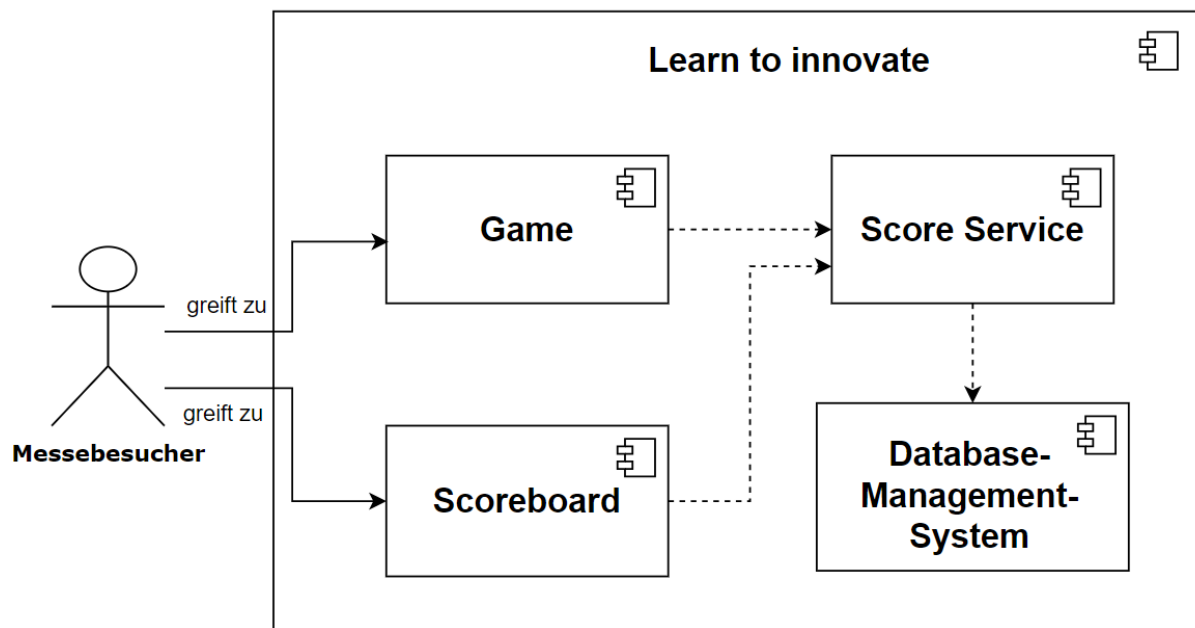 Learn to innovate
Game
Score Service
greift zu
greift zu
Messebesucher
Scoreboard
Database-
Management-
System